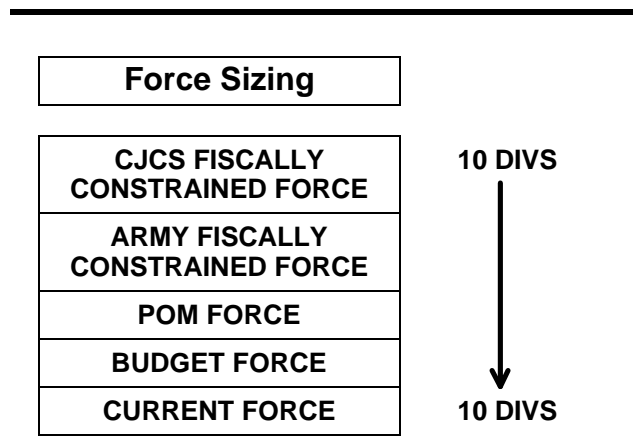 Force Sizing
CJCS FISCALLY
CONSTRAINED FORCE
10 DIVS
ARMY FISCALLY
CONSTRAINED FORCE
POM FORCE
BUDGET FORCE
CURRENT FORCE
10 DIVS